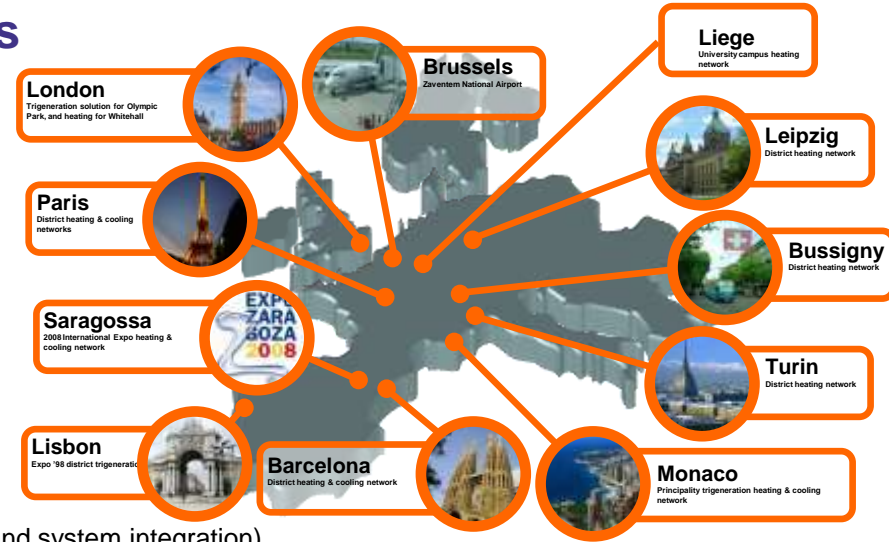 s
London
Trigeneration solution for Olympic
Park, and heating for Whitehall
Brussels
Zaventem National Airport
Liege
University campus heating
network
Leipzig
District heating network
Paris
District heating & cooling
networks
Bussigny
District heating network
Saragossa
2008 International Expo heating &
cooling network
EXPO
ZARA
GOZA
2008
Turin
District heating network
Lisbon
Expo '98 district trigeneratio
Barcelona
District heating & cooling network
Monaco
Principality trigeneration heating & cooling
network
nd system integration)